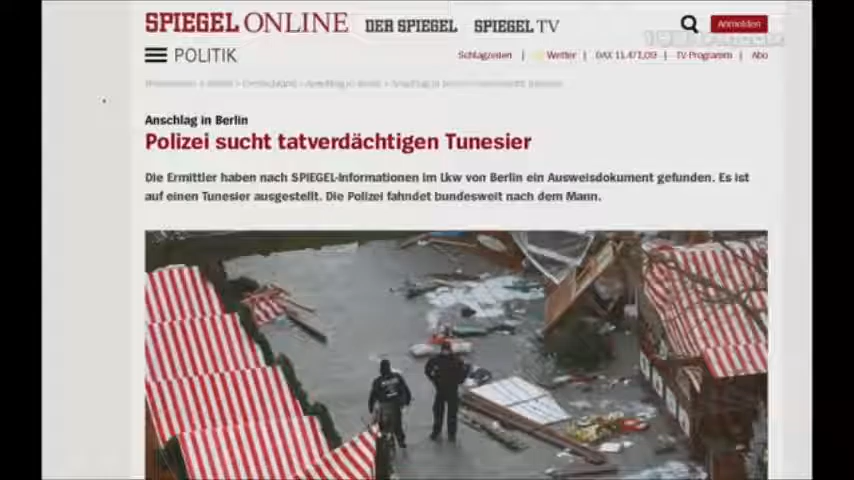 SPIEGEL ONLINE DER SPIEGEL SPIEGEL TV Anmelden
POLITIK Schlagzeilen | Wetter | DAX 11.471,09 | TV-Programm | Abo
Anschlag in Berlin
Polizei sucht tatverdächtigen Tunesier
Die Ermittler haben nach SPIEGEL-Informationen im Lkw von Berlin ein Ausweisdokument gefunden. Es ist
auf einen Tunesier ausgestellt. Die Polizei fahndet bundesweit nach dem Mann.